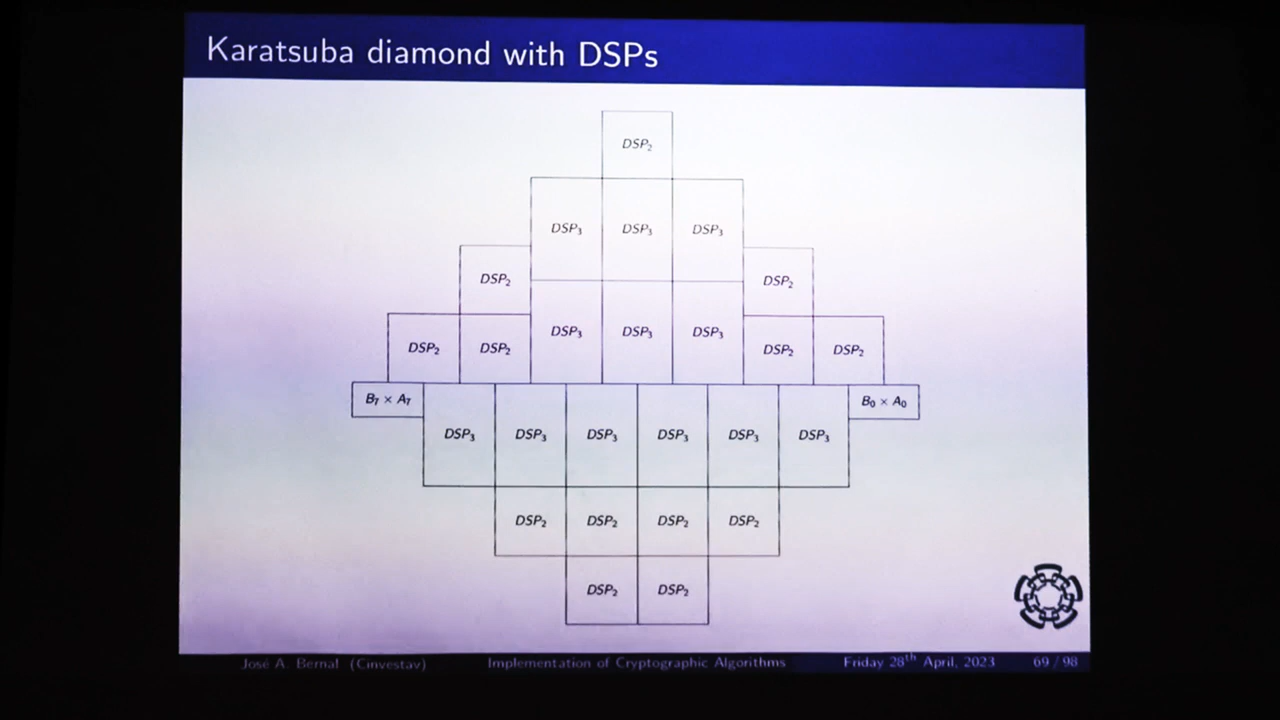 Karatsuba diamond with DSPs
DSP₂
DSP₃ DSP₃ DSP₃
DSP₂ DSP₂
DSP₃ DSP₃ DSP₃
DSP₂ DSP₂ DSP₂ DSP₂
B₇ × A₇ B₀ × A₀
DSP₃ DSP₃ DSP₃ DSP₃ DSP₃ DSP₃
DSP₂ DSP₂ DSP₂ DSP₂
DSP₂ DSP₂
José A. Bernal (Cinvestav) Implementation of Cryptographic Algorithms Friday 28th April, 2023 69 / 98